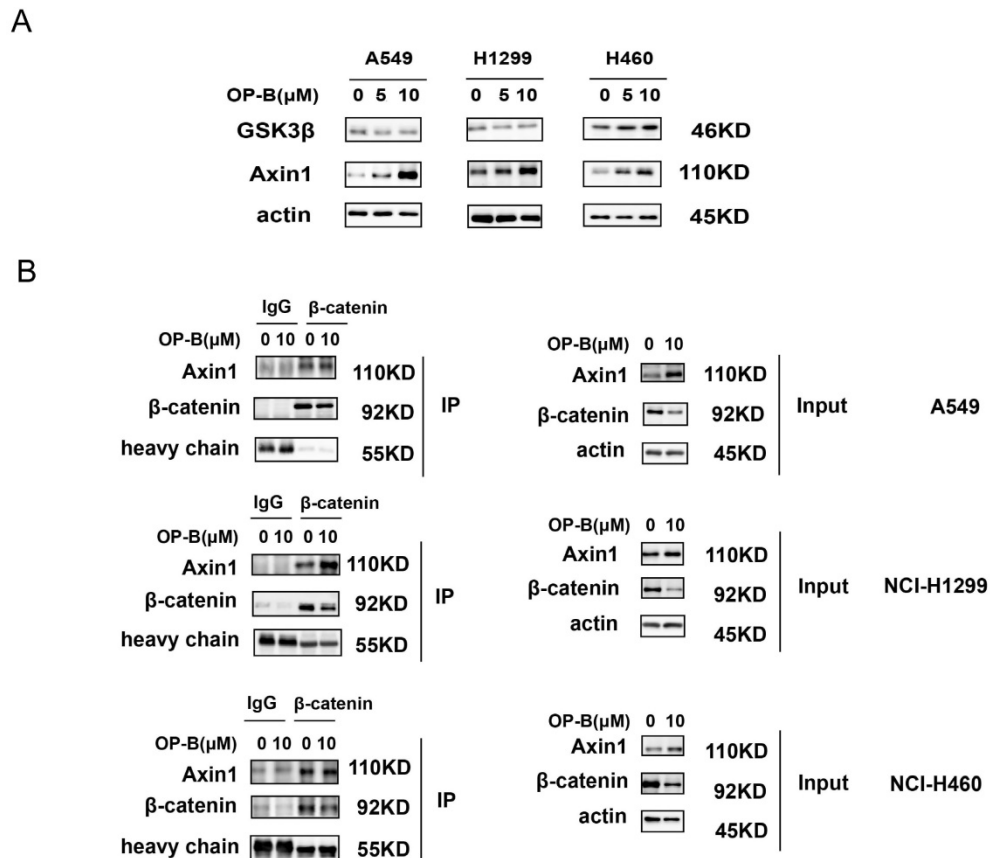 A
A549 H1299 H460
OP-B(μM) 0 5 10 0 5 10 0 5 10
GSK3β 46KD
Axin1 110KD
actin 45KD
B
IgG β-catenin
OP-B(μM) 0 10 0 10 OP-B(μM) 0 10
Axin1 110KD Axin1 110KD
β-catenin 92KD IP β-catenin 92KD Input A549
heavy chain 55KD actin 45KD
IgG β-catenin
OP-B(μM) 0 10 0 10 OP-B(μM) 0 10
Axin1 110KD Axin1 110KD
β-catenin 92KD IP β-catenin 92KD Input NCI-H1299
heavy chain 55KD actin 45KD
IgG β-catenin
OP-B(μM) 0 10 0 10 OP-B(μM) 0 10
Axin1 110KD Axin1 110KD
β-catenin 92KD IP β-catenin 92KD Input NCI-H460
heavy chain 55KD actin 45KD